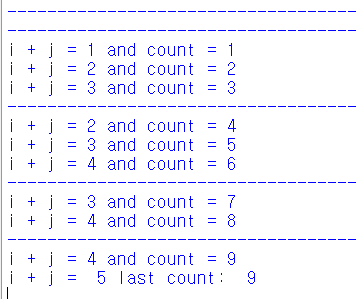 -----------------------------------
-----------------------------------
i + j = 1 and count = 1
i + j = 2 and count = 2
i + j = 3 and count = 3
-----------------------------------
i + j = 2 and count = 4
i + j = 3 and count = 5
i + j = 4 and count = 6
-----------------------------------
i + j = 3 and count = 7
i + j = 4 and count = 8
-----------------------------------
i + j = 4 and count = 9
i + j =  5 last count:  9